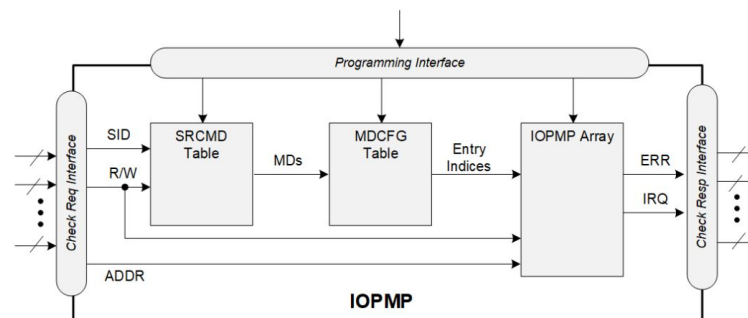 Programming Interface
Check Req Interface
SID
R/W
SRCMD
Table
MDs
MDCFG
Table
Entry
Indices
IOPMP Array
ERR
IRQ
Check Resp Interface
ADDR
IOPMP